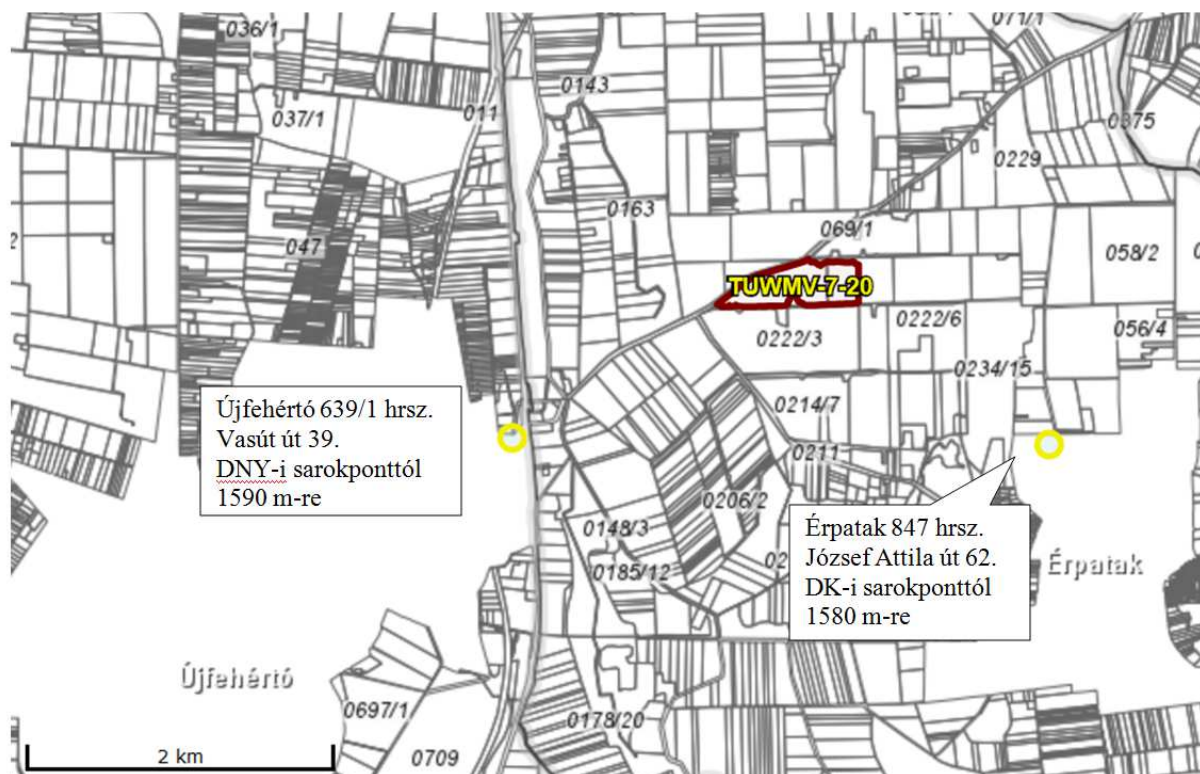 036/1
071/1
0143
011
037/1
0375
0229
0163
069/1
047
058/2
TUWMV-7-20
0222/6
056/4
0222/3
0234/15
Újfehértó 639/1 hrsz.
Vasút út 39.
DNY-i sarokponttól
1590 m-re
0214/7
0211
0206/2
0148/3
0185/12
Érpatak 847 hrsz.
József Attila út 62.
DK-i sarokponttól
1580 m-re
Érpatak
Újfehértó
0697/1
0178/20
0709
2 km